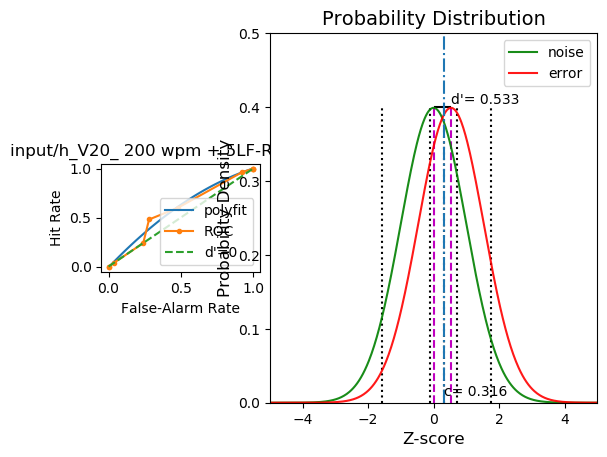 Probability Distribution
input/h_V20_ 200 wpm + 5LF-R
Hit Rate
1.0
0.5
0.0
polyfit
ROC
d'=0
0.0
0.5
1.0
False-Alarm Rate
Probability Density
0.5
0.4
0.3
0.2
0.1
0.0
noise
error
d'= 0.533
c= 0.316
−4
−2
0
2
4
Z-score